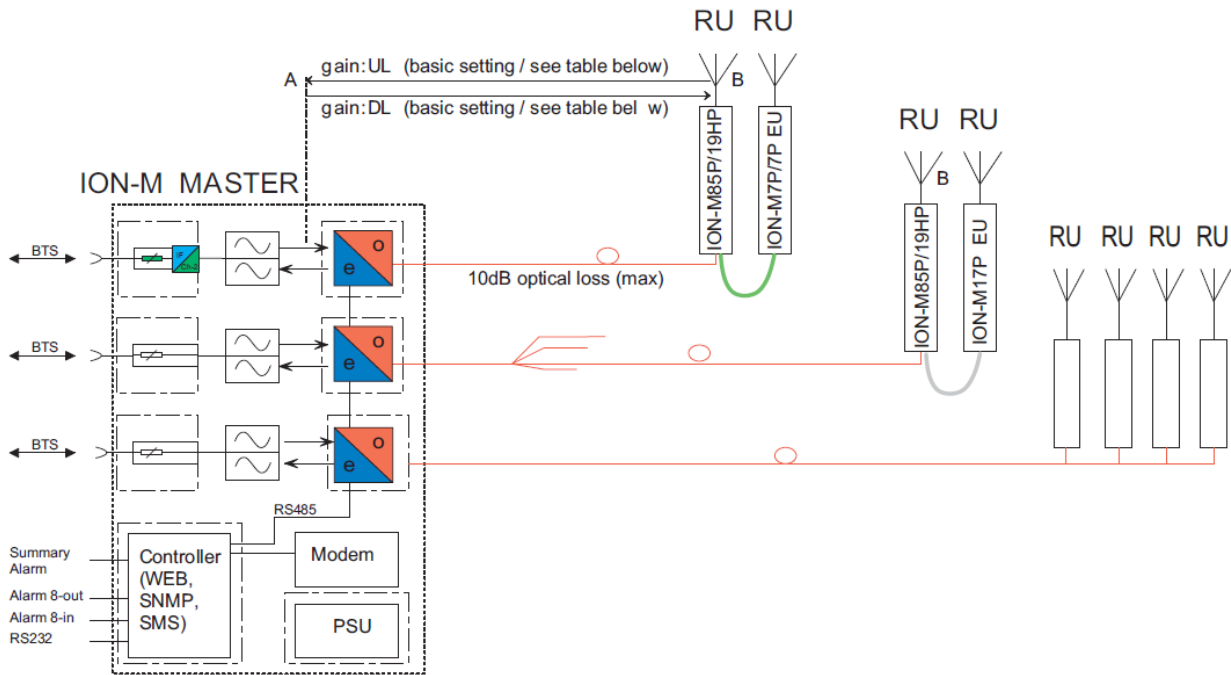 RU RU
gain:UL (basic setting / see table below)
A
B
gain:DL (basic setting / see table bel w)
ION-M85P/19HP
ION-M7P/7P EU
RU RU
B
ION-M85P/19HP
ION-M17P EU
RU RU RU RU
ION-M MASTER
BTS
o
e
10dB optical loss (max)
BTS
o
e
BTS
o
e
RS485
Summary
Alarm
Alarm 8-out
Alarm 8-in
RS232
Controller
(WEB,
SNMP,
SMS)
Modem
PSU